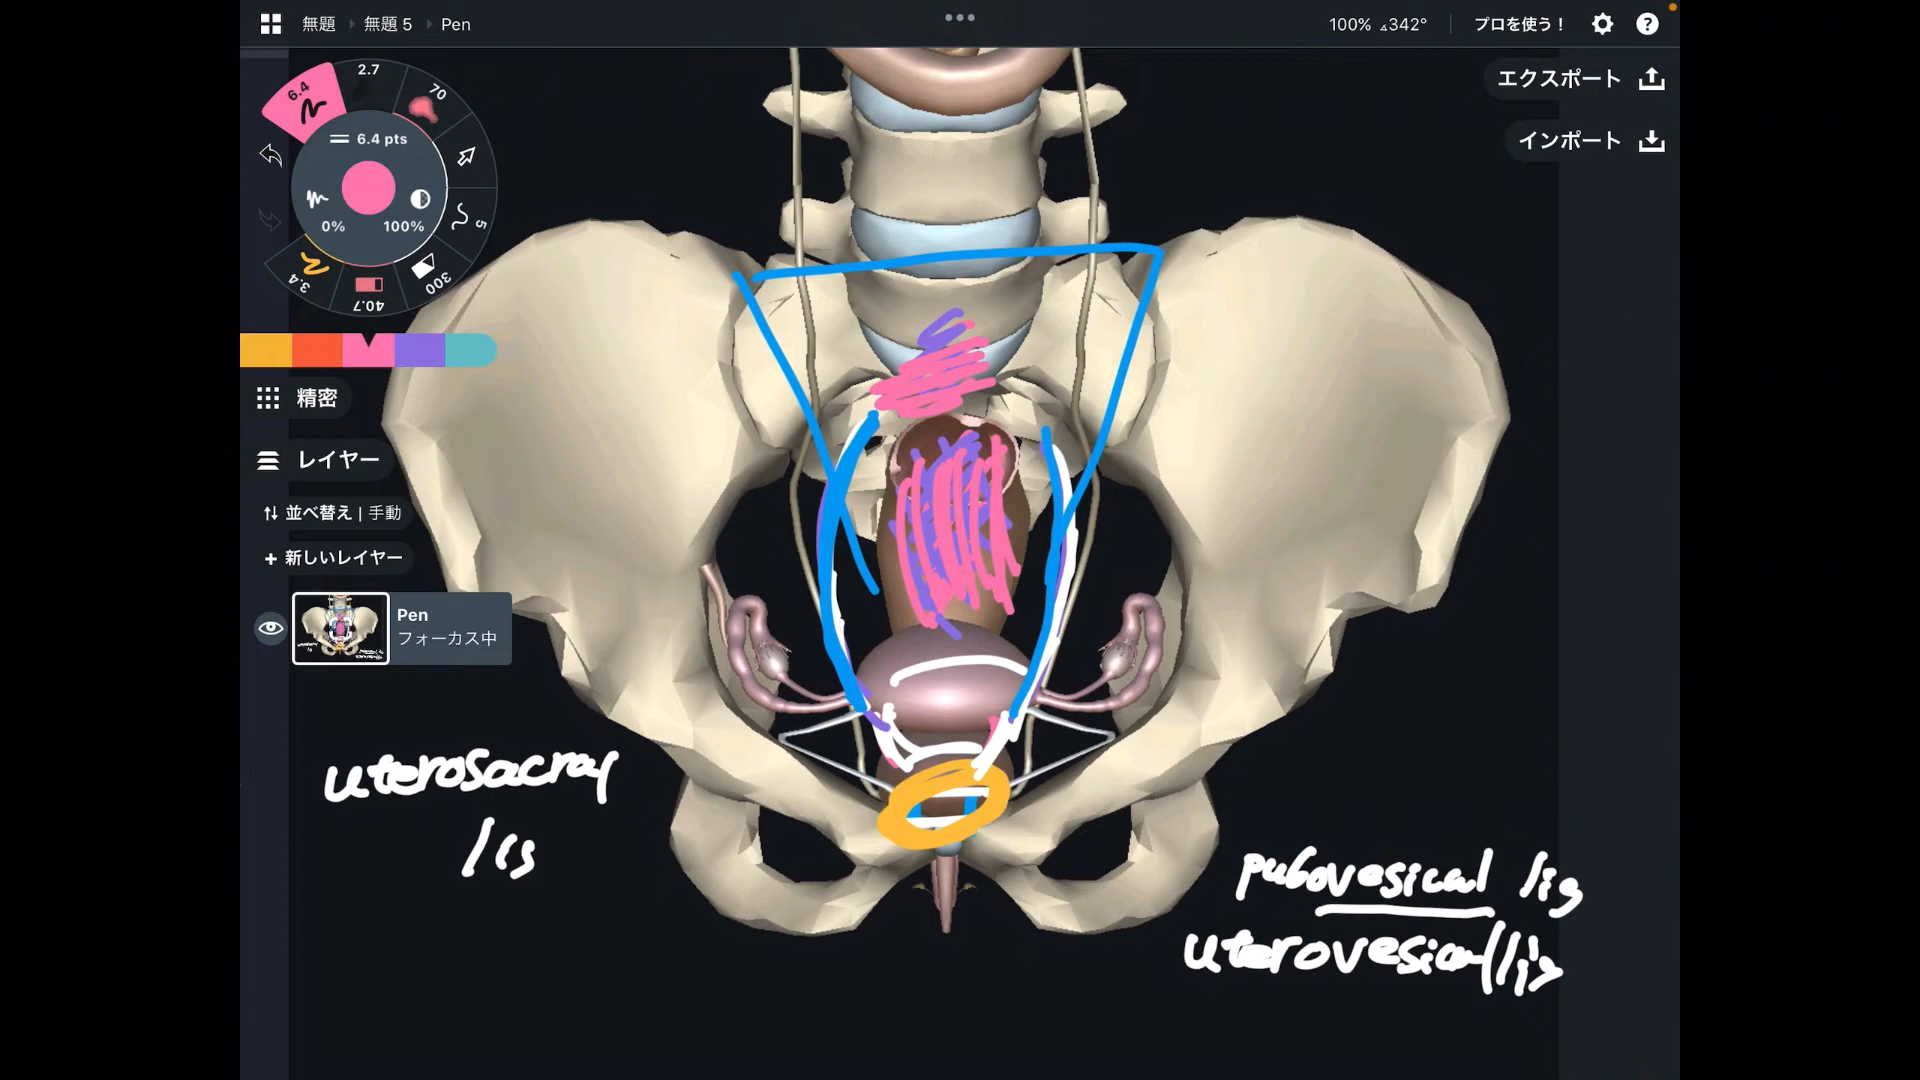 無題 無題 5 Pen
100% ⊿342° プロを使う！
エクスポート
インポート
2.7
6.4
70
6.4 pts
0% 100%
5
3.4
40.7
300
精密
レイヤー
並べ替え | 手動
+ 新しいレイヤー
Pen
フォーカス中
uterosacral
lig
pubovesical lig
uterovesical lig